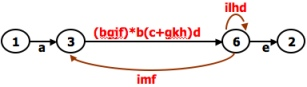 ilhd
(bgjf)*b(c+gkh)d
1 a 3 6 e 2
imf